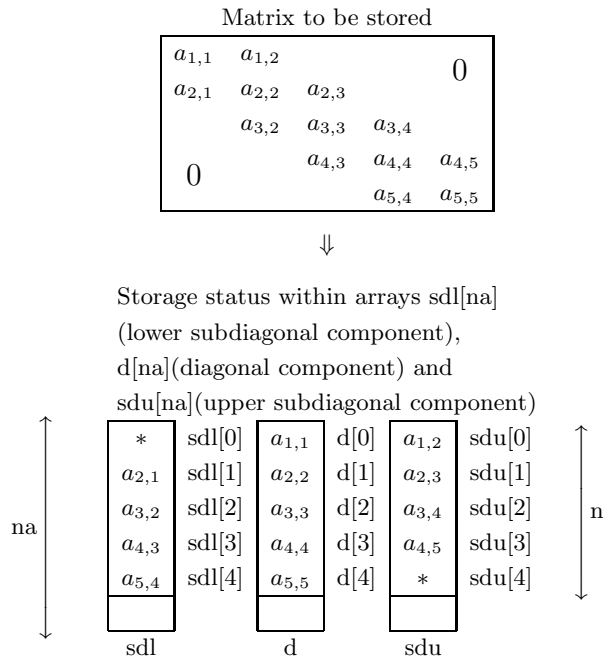 Matrix to be stored
a1,1 a1,2 0
a2,1 a2,2 a2,3
a3,2 a3,3 a3,4
0 a4,3 a4,4 a4,5
a5,4 a5,5
⇓
Storage status within arrays sdl[na]
(lower subdiagonal component),
d[na](diagonal component) and
sdu[na](upper subdiagonal component)
* sdl[0] a1,1 d[0] a1,2 sdu[0]
a2,1 sdl[1] a2,2 d[1] a2,3 sdu[1]
na a3,2 sdl[2] a3,3 d[2] a3,4 sdu[2] n
a4,3 sdl[3] a4,4 d[3] a4,5 sdu[3]
a5,4 sdl[4] a5,5 d[4] * sdu[4]
sdl d sdu